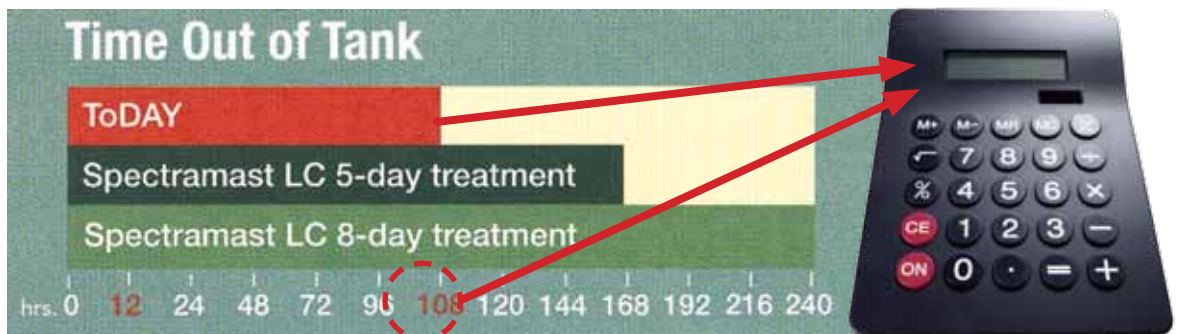 Time Out of Tank
ToDAY
Spectramast LC 5-day treatment
Spectramast LC 8-day treatment
hrs. 0 12 24 48 72 96 108 120 144 168 192 216 240
M+ M-
7 8 9 ÷
% 4 5 6 ×
CE 1 2 3 −
ON 0 · = +